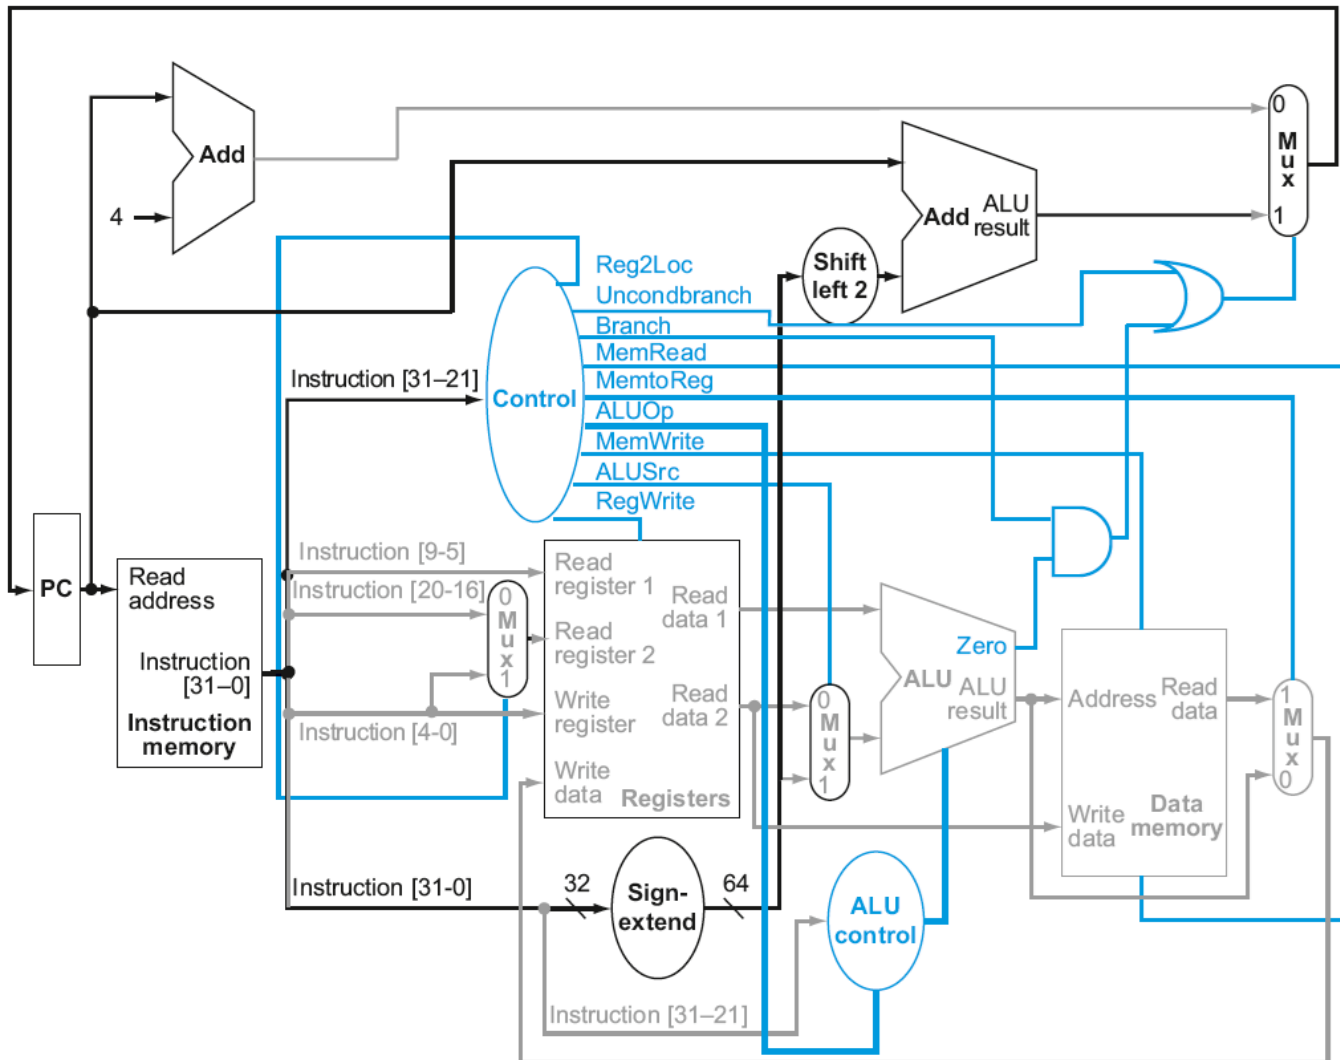 0
M
u
x
1
Add
4
Add
ALU
result
Shift
left 2
Reg2Loc
Uncondbranch
Branch
MemRead
MemtoReg
ALUOp
MemWrite
ALUSrc
RegWrite
Control
Instruction [31–21]
PC
Read
address
Instruction
[31–0]
Instruction
memory
Instruction [9-5]
Instruction [20-16]
Instruction [4-0]
0
M
u
x
1
Read
register 1
Read
register 2
Write
register
Write
data
Read
data 1
Read
data 2
Registers
0
M
u
x
1
Zero
ALU
ALU
result
Address
Read
data
Write
data
Data
memory
1
M
u
x
0
Instruction [31-0]
32
Sign-
extend
64
ALU
control
Instruction [31–21]